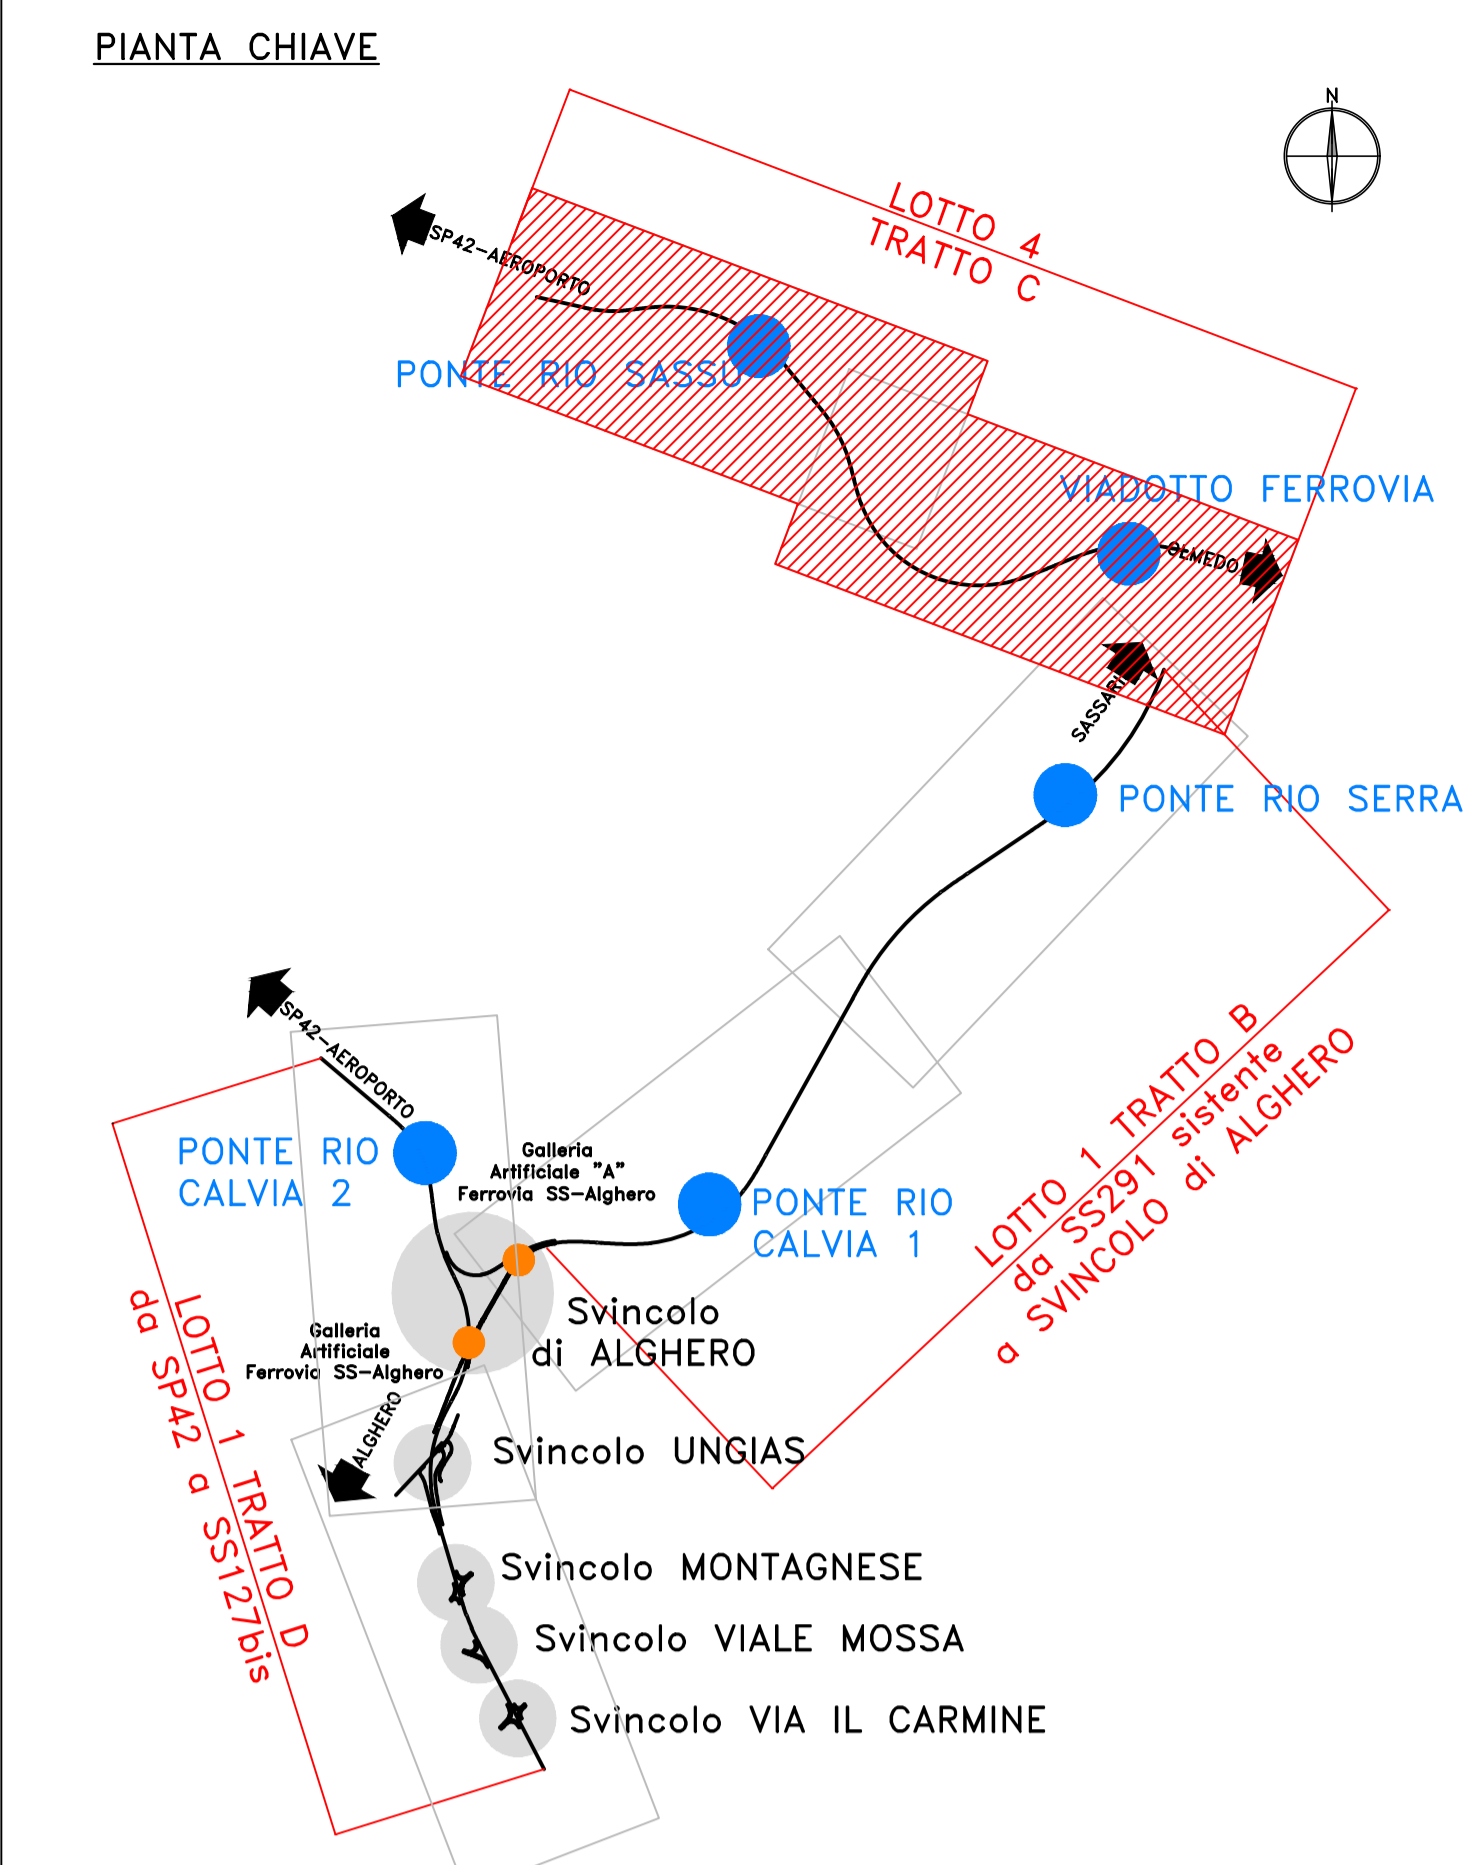 PIANTA CHIAVE
N
LOTTO 4
TRATTO C
SP42-AEROPORTO
PONTE RIO SASSU
VIADOTTO FERROVIA
OLMEDO
SASSARI
PONTE RIO SERRA
SP42-AEROPORTO
PONTE RIO
CALVIA 2
Galleria
Artificiale "A"
Ferrovia SS-Alghero
PONTE RIO
CALVIA 1
LOTTO 1 TRATTO B
da SS291 sistente
a SVINCOLO di ALGHERO
Svincolo
di ALGHERO
Galleria
Artificiale
Ferrovia SS-Alghero
ALGHERO
LOTTO 1 TRATTO D
da SP42 a SS127bis
Svincolo UNGIAS
Svincolo MONTAGNESE
Svincolo VIALE MOSSA
Svincolo VIA IL CARMINE